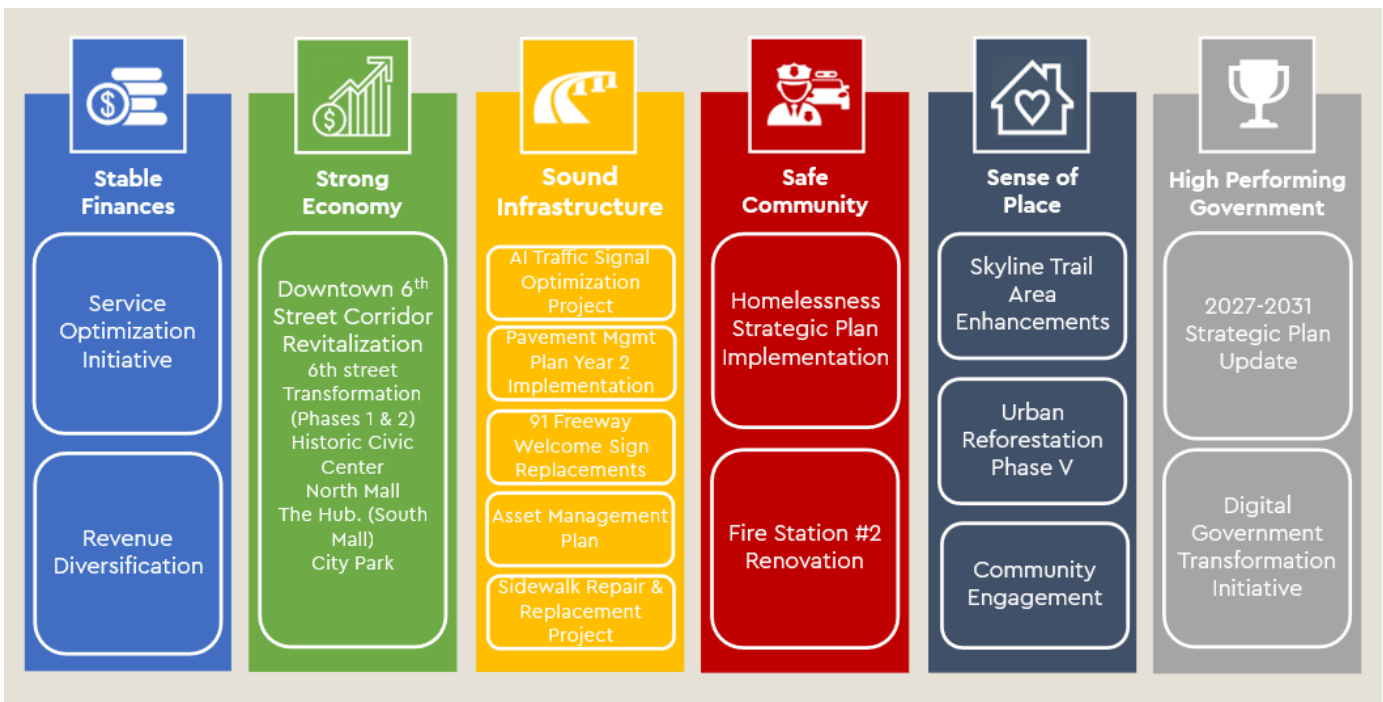 Stable
Finances
Service
Optimization
Initiative
Revenue
Diversification
Strong
Economy
Downtown 6th
Street Corridor
Revitalization
6th street
Transformation
(Phases 1 & 2)
Historic Civic
Center
North Mall
The Hub. (South
Mall)
City Park
Sound
Infrastructure
AI Traffic Signal
Optimization
Project
Pavement Mgmt
Plan Year 2
Implementation
91 Freeway
Welcome Sign
Replacements
Asset Management
Plan
Sidewalk Repair &
Replacement
Project
Safe
Community
Homelessness
Strategic Plan
Implementation
Fire Station #2
Renovation
Sense of
Place
Skyline Trail
Area
Enhancements
Urban
Reforestation
Phase V
Community
Engagement
High Performing
Government
2027-2031
Strategic Plan
Update
Digital
Government
Transformation
Initiative